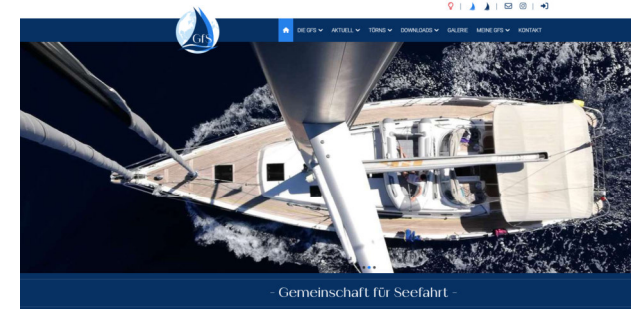 GFS
DIE GFS AKTUELL TÖRNS DOWNLOADS GALERIE MEINE GFS KONTAKT
- Gemeinschaft für Seefahrt -